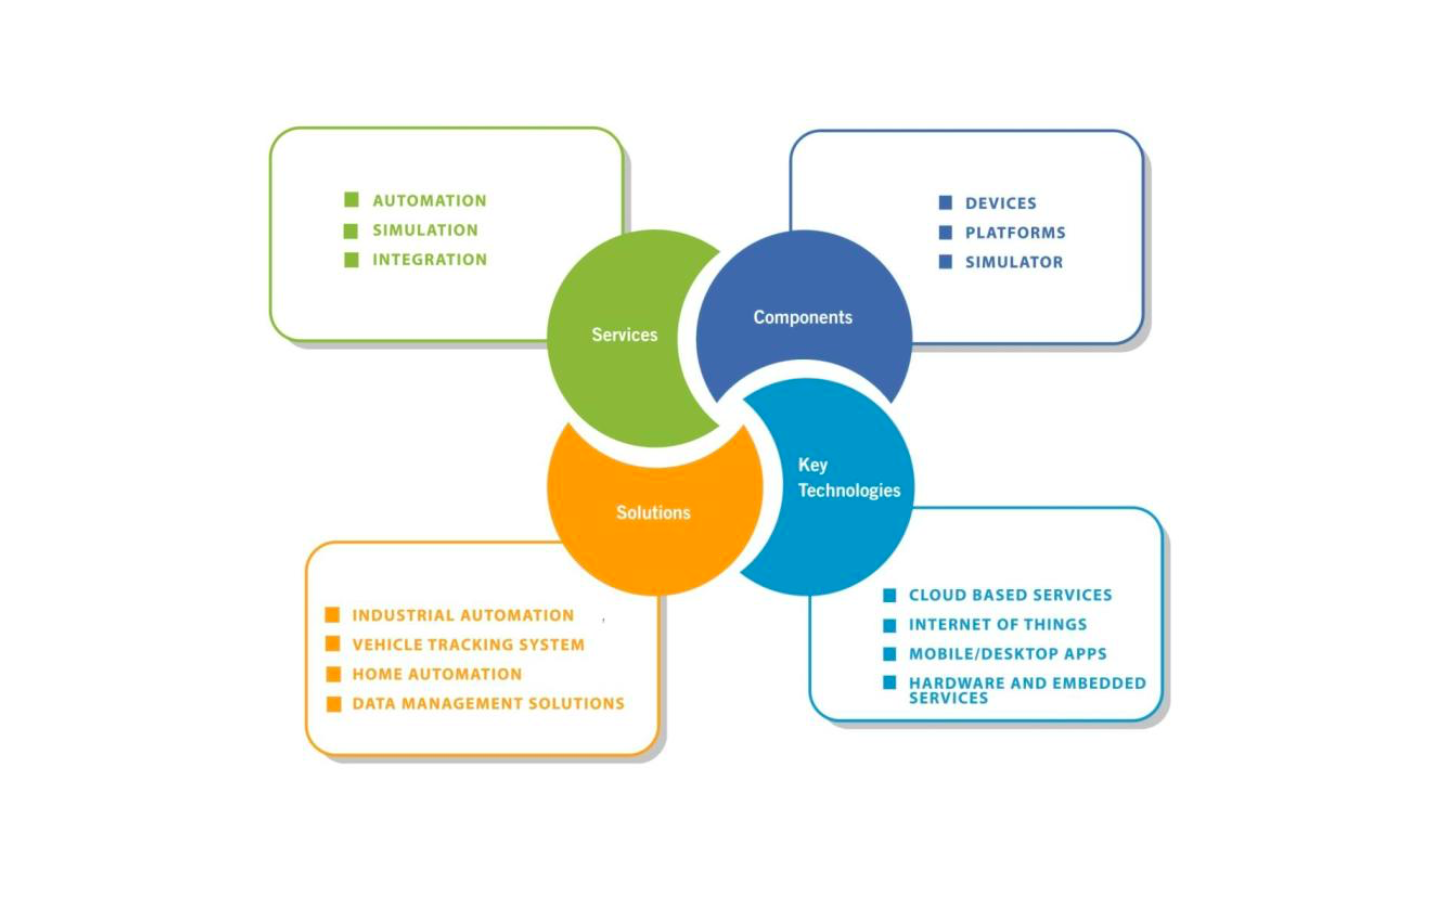 AUTOMATION
SIMULATION
INTEGRATION
DEVICES
PLATFORMS
SIMULATOR
Services
Components
Key
Technologies
Solutions
INDUSTRIAL AUTOMATION
VEHICLE TRACKING SYSTEM
HOME AUTOMATION
DATA MANAGEMENT SOLUTIONS
CLOUD BASED SERVICES
INTERNET OF THINGS
MOBILE/DESKTOP APPS
HARDWARE AND EMBEDDED
SERVICES